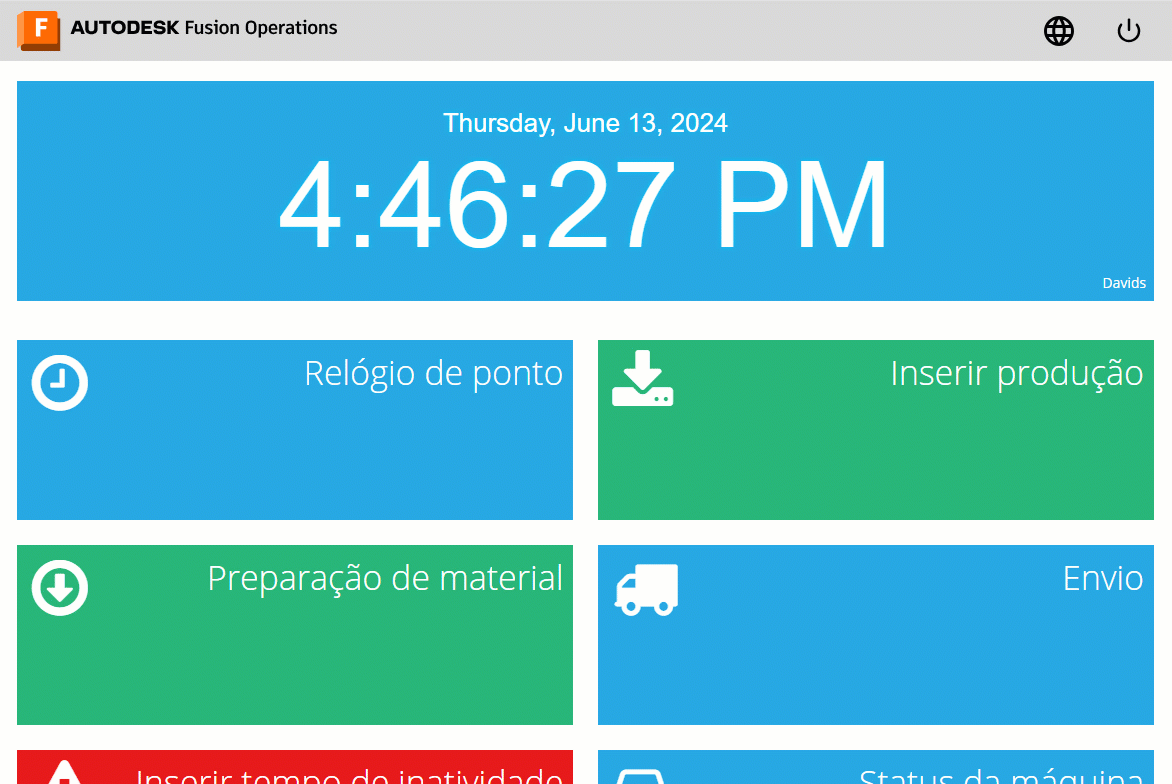 F AUTODESK Fusion Operations
Thursday, June 13, 2024
4:46:27 PM
Davids
Relógio de ponto
Inserir produção
Preparação de material
Envio
Inserir tempo de inatividade
Status da máquina